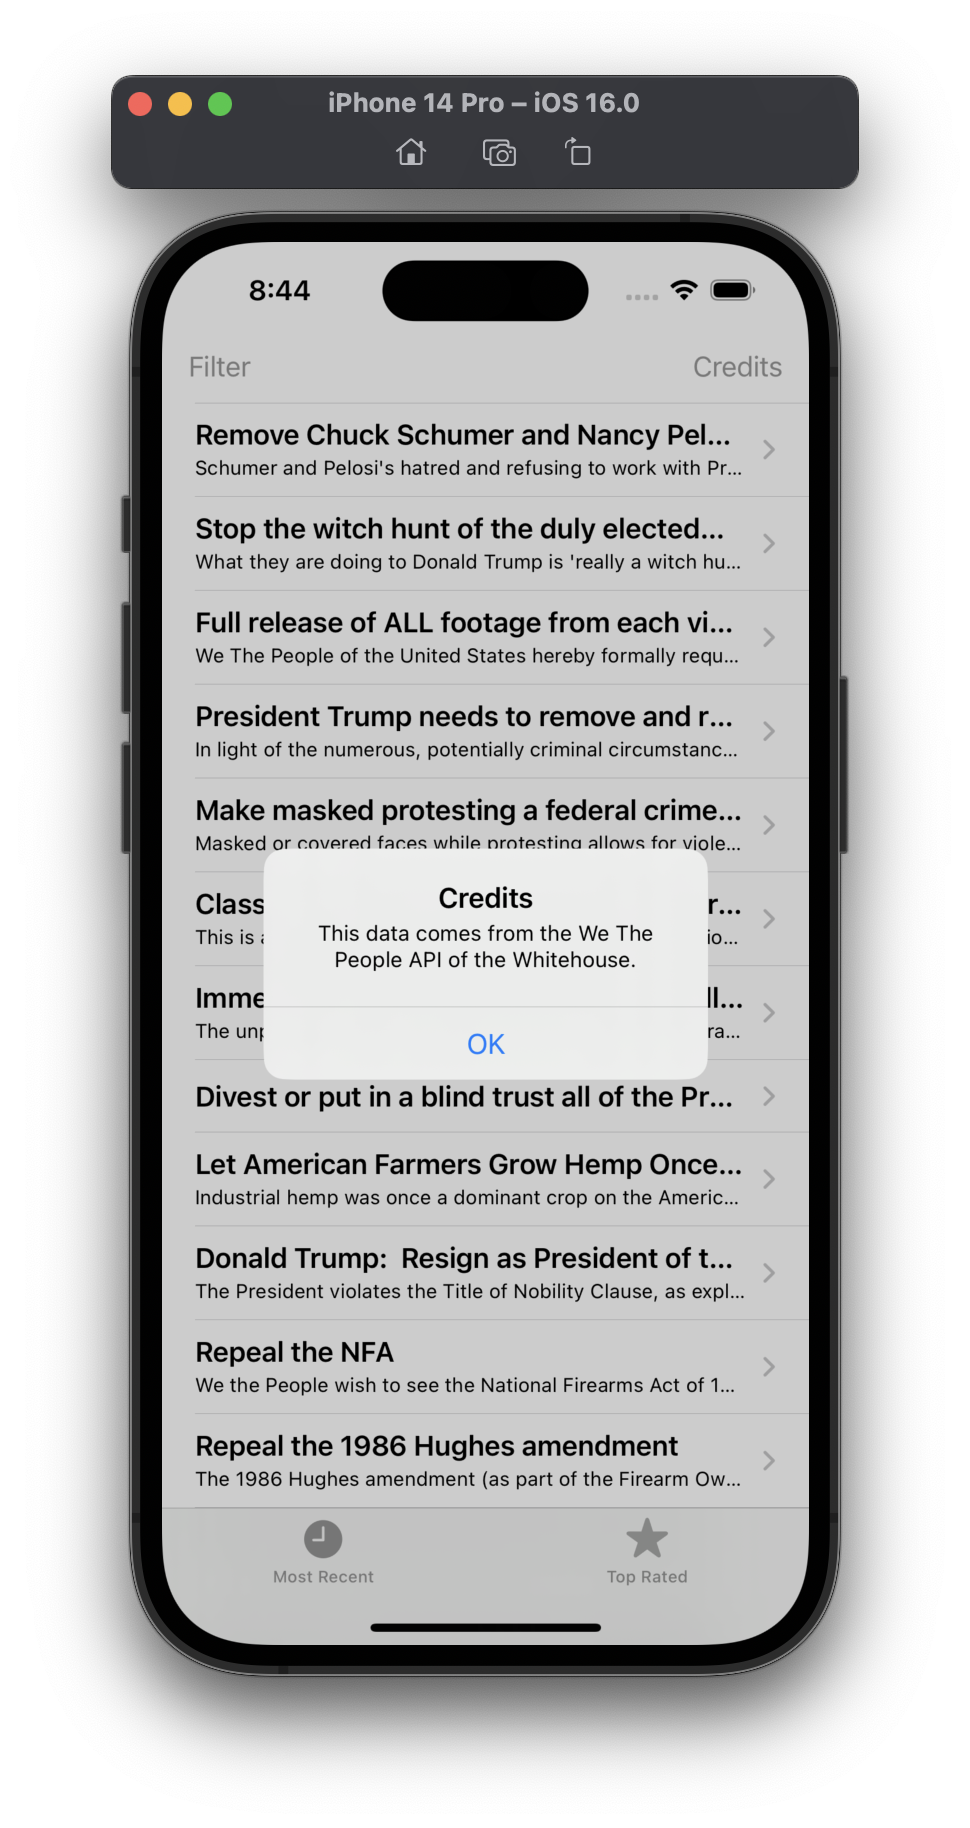 iPhone 14 Pro – iOS 16.0
8:44
Filter
Credits
Remove Chuck Schumer and Nancy Pel...
Schumer and Pelosi's hatred and refusing to work with Pr...
Stop the witch hunt of the duly elected...
What they are doing to Donald Trump is 'really a witch hu...
Full release of ALL footage from each vi...
We The People of the United States hereby formally requ...
President Trump needs to remove and r...
In light of the numerous, potentially criminal circumstanc...
Make masked protesting a federal crime...
Masked or covered faces while protesting allows for viole...
Class
r...
This is
io...
Credits
This data comes from the We The
People API of the Whitehouse.
OK
Imme
ll...
The unp
ra...
Divest or put in a blind trust all of the Pr...
Let American Farmers Grow Hemp Once...
Industrial hemp was once a dominant crop on the Americ...
Donald Trump:  Resign as President of t...
The President violates the Title of Nobility Clause, as expl...
Repeal the NFA
We the People wish to see the National Firearms Act of 1...
Repeal the 1986 Hughes amendment
The 1986 Hughes amendment (as part of the Firearm Ow...
Most Recent
Top Rated